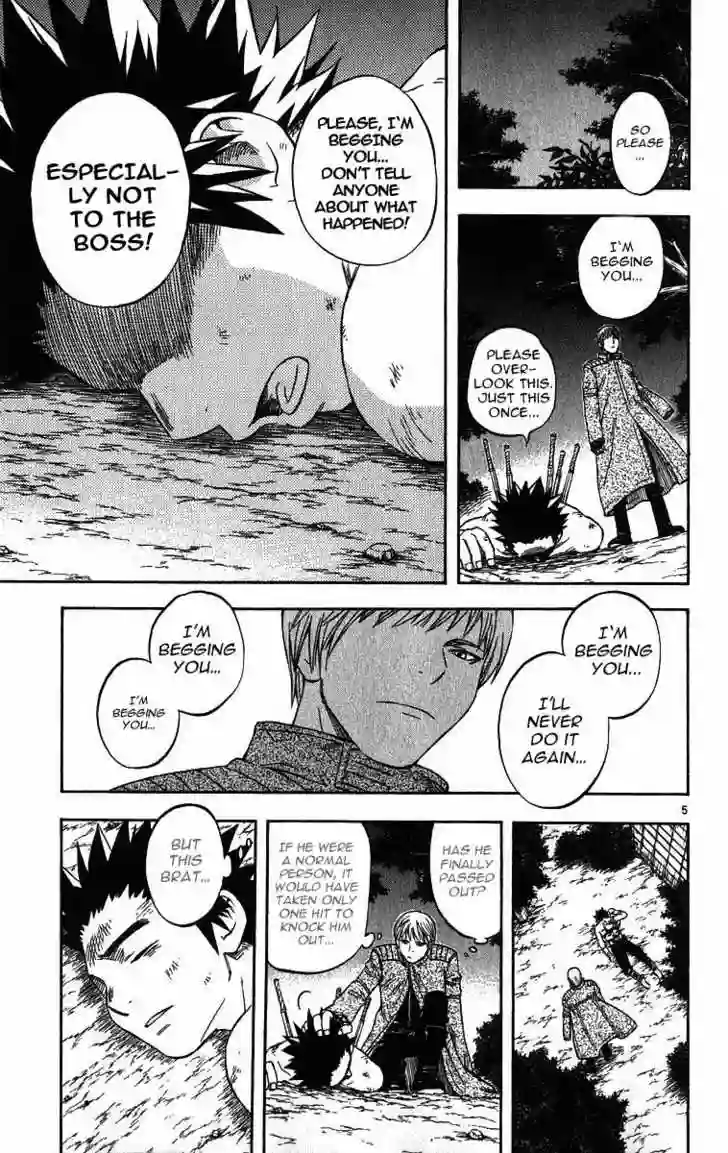 SO
PLEASE
...
I'M
BEGGING
YOU...
PLEASE
OVER-
LOOK THIS.
JUST THIS
ONCE...
PLEASE, I'M
BEGGING
YOU...
DON'T TELL
ANYONE
ABOUT WHAT
HAPPENED!
ESPECIAL-
LY NOT
TO THE
BOSS!
I'M
BEGGING
YOU...
I'LL
NEVER
DO IT
AGAIN...
I'M
BEGGING
YOU...
I'M
BEGGING
YOU...
5
HAS HE
FINALLY
PASSED
OUT?
IF HE WERE
A NORMAL
PERSON, IT
WOULD HAVE
TAKEN ONLY
ONE HIT TO
KNOCK HIM
OUT...
BUT
THIS
BRAT...